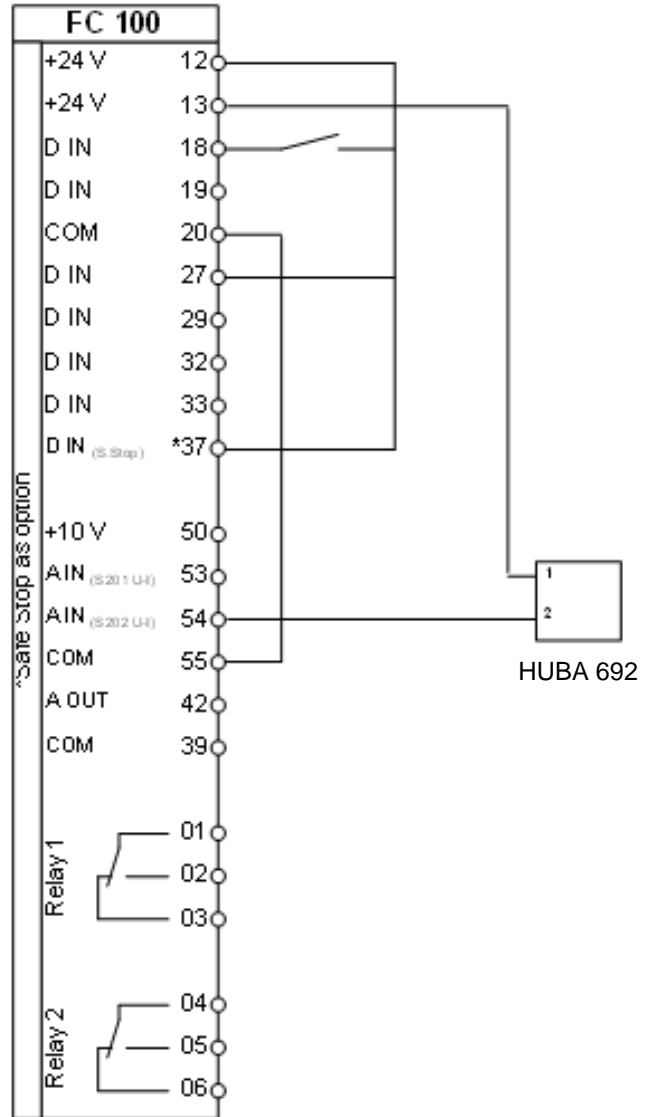 FC 100
+24 V 12
+24 V 13
D IN 18
D IN 19
COM 20
D IN 27
D IN 29
D IN 32
D IN 33
D IN (S.Stop) *37
+10 V 50
A IN (S201 U-I) 53
A IN (S202 U-I) 54
COM 55
A OUT 42
COM 39
*Safe Stop as option
1
2
HUBA 692
Relay 1
01
02
03
Relay 2
04
05
06